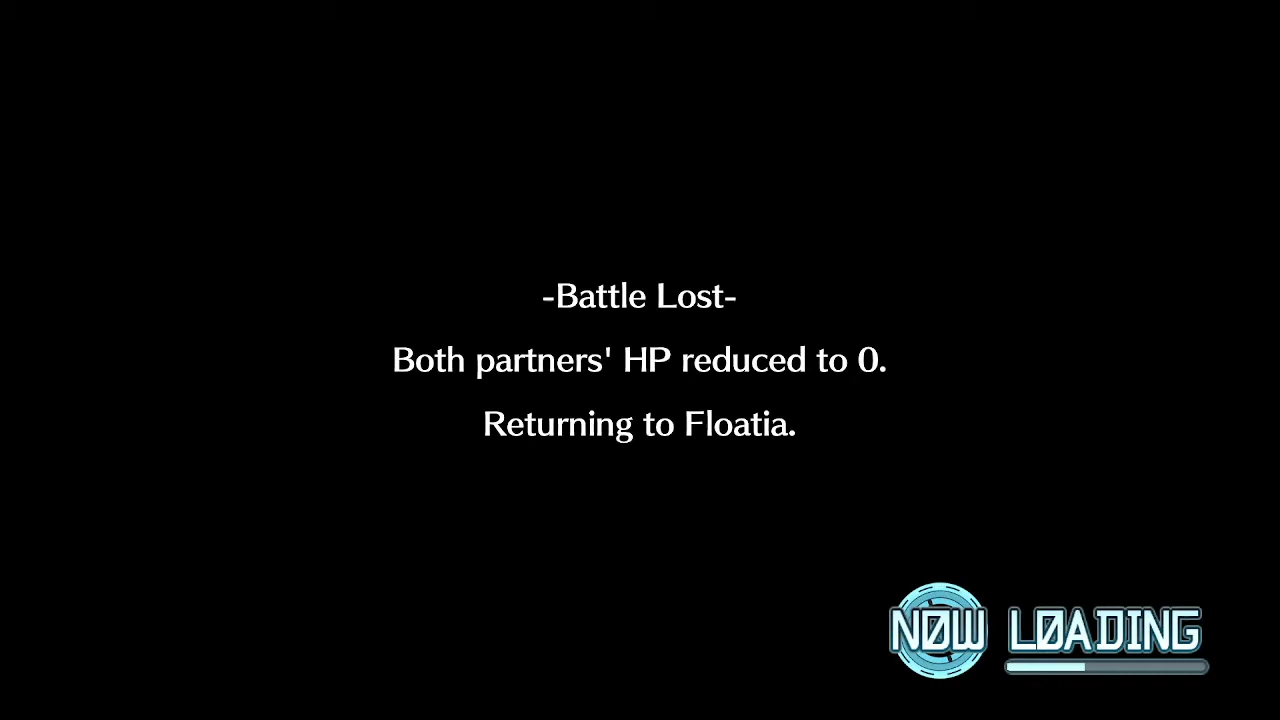 -Battle Lost-
Both partners' HP reduced to 0.
Returning to Floatia.
NOW LOADING